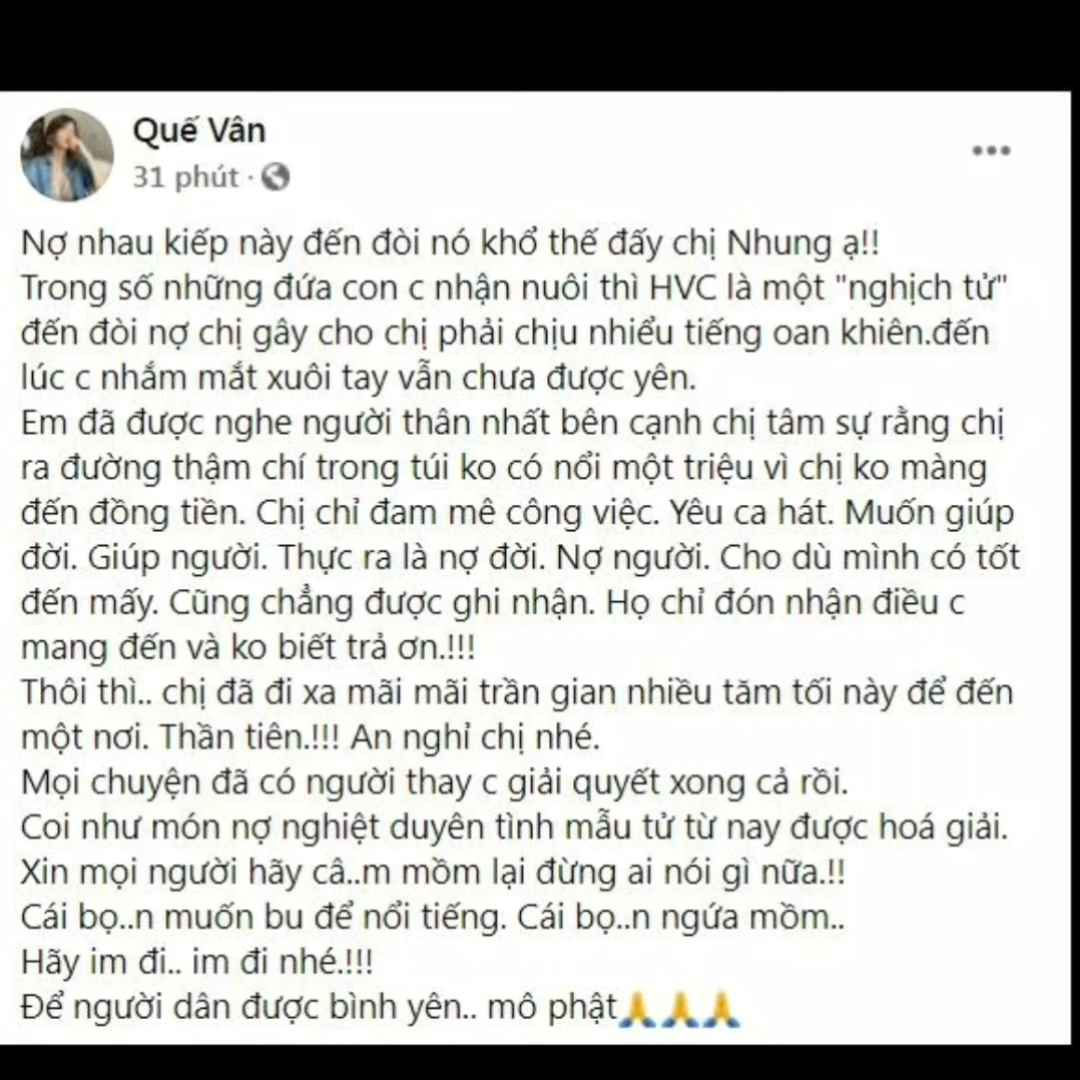 Quế Vân
31 phút ·
Nợ nhau kiếp này đến đòi nó khổ thế đấy chị Nhung ạ!!
Trong số những đứa con c nhận nuôi thì HVC là một "nghịch tử"
đến đòi nợ chị gây cho chị phải chịu nhiểu tiếng oan khiên.đến
lúc c nhắm mắt xuôi tay vẫn chưa được yên.
Em đã được nghe người thân nhất bên cạnh chị tâm sự rằng chị
ra đường thậm chí trong túi ko có nổi một triệu vì chị ko màng
đến đồng tiền. Chị chỉ đam mê công việc. Yêu ca hát. Muốn giúp
đời. Giúp người. Thực ra là nợ đời. Nợ người. Cho dù mình có tốt
đến mấy. Cũng chẳng được ghi nhận. Họ chỉ đón nhận điều c
mang đến và ko biết trả ơn.!!!
Thôi thì.. chị đã đi xa mãi mãi trần gian nhiều tăm tối này để đến
một nơi. Thần tiên.!!! An nghỉ chị nhé.
Mọi chuyện đã có người thay c giải quyết xong cả rồi.
Coi như món nợ nghiệt duyên tình mẫu tử từ nay được hoá giải.
Xin mọi người hãy câ..m mồm lại đừng ai nói gì nữa.!!
Cái bọ..n muốn bu để nổi tiếng. Cái bọ..n ngứa mồm..
Hãy im đi.. im đi nhé.!!!
Để người dân được bình yên.. mô phật🙏🙏🙏